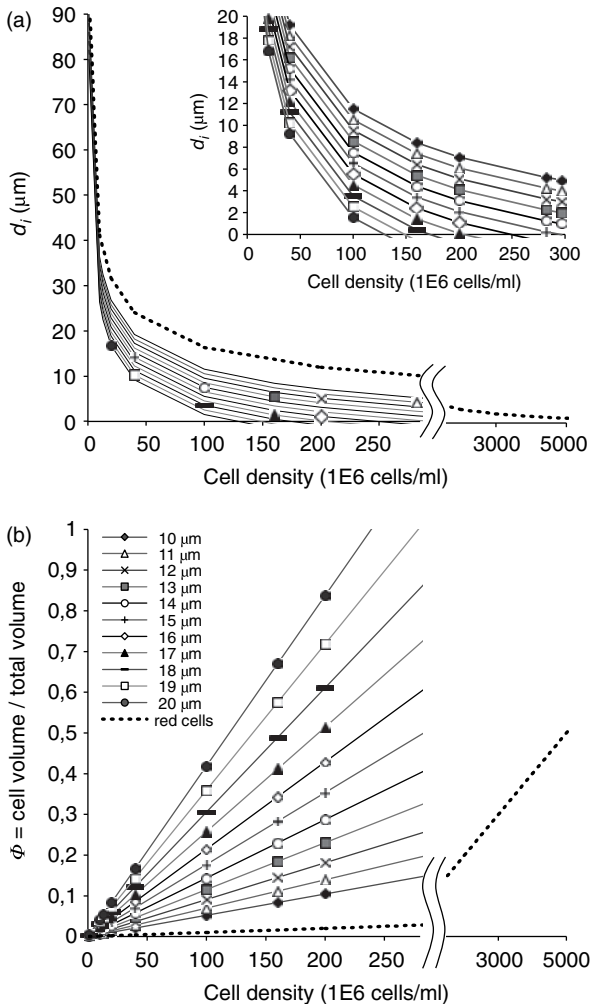 (a)
90
80
70
60
50
40
30
20
10
0
dᵢ (μm)
0 50 100 150 200 250 3000 5000
Cell density (1E6 cells/ml)
20
18
16
14
12
10
8
6
4
2
0
dᵢ (μm)
0 50 100 150 200 250 300
Cell density (1E6 cells/ml)
(b)
1
0,9
0,8
0,7
0,6
0,5
0,4
0,3
0,2
0,1
0
Φ = cell volume / total volume
10 μm
11 μm
12 μm
13 μm
14 μm
15 μm
16 μm
17 μm
18 μm
19 μm
20 μm
red cells
0 50 100 150 200 250 3000 5000
Cell density (1E6 cells/ml)